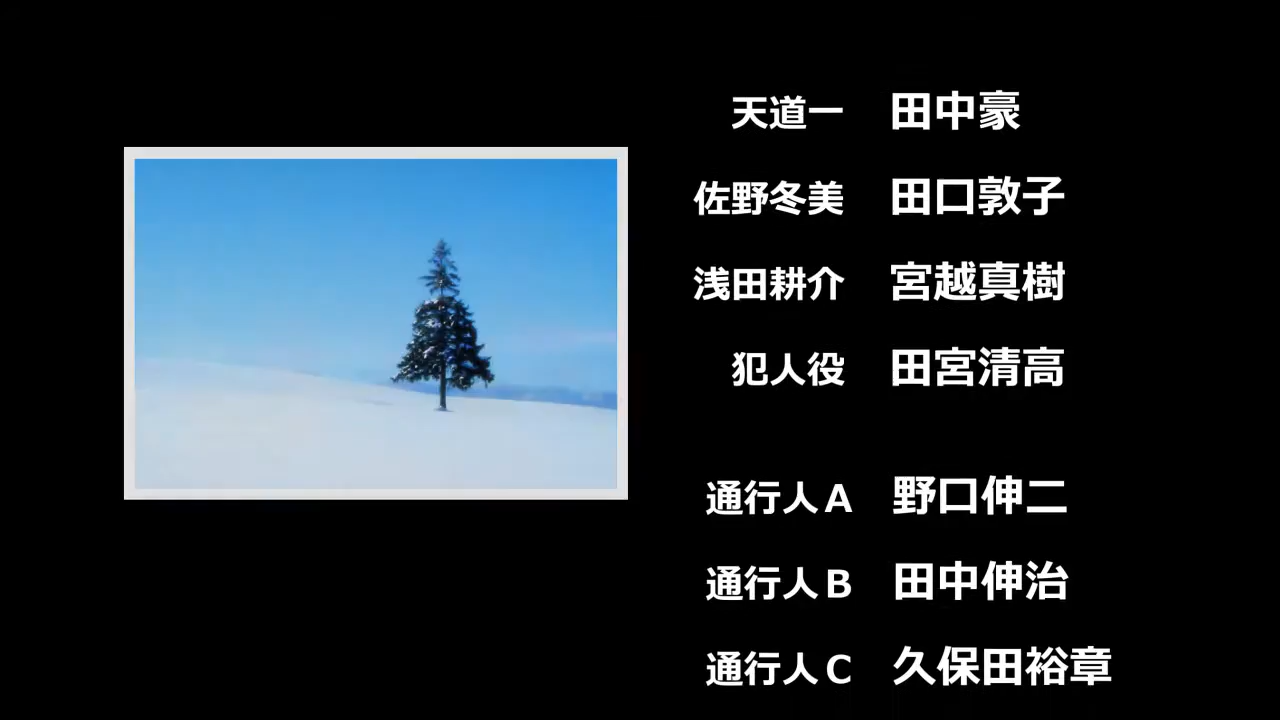 天道一 田中豪
佐野冬美 田口敦子
浅田耕介 宮越真樹
犯人役 田宮清高
通行人A 野口伸二
通行人B 田中伸治
通行人C 久保田裕章